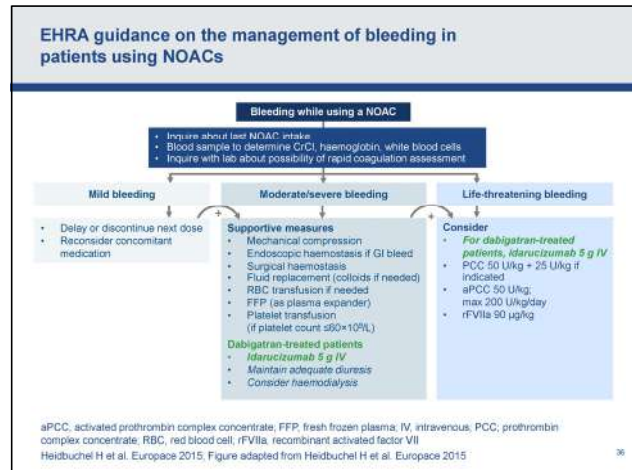 EHRA guidance on the management of bleeding in
patients using NOACs
Bleeding while using a NOAC
• Inquire about last NOAC intake
• Blood sample to determine CrCl, haemoglobin, white blood cells
• Inquire with lab about possibility of rapid coagulation assessment
Mild bleeding
Moderate/severe bleeding
Life-threatening bleeding
• Delay or discontinue next dose
• Reconsider concomitant
medication
+
Supportive measures
• Mechanical compression
• Endoscopic haemostasis if GI bleed
• Surgical haemostasis
• Fluid replacement (colloids if needed)
• RBC transfusion if needed
• FFP (as plasma expander)
• Platelet transfusion
(if platelet count ≤60×10⁹/L)
Dabigatran-treated patients
• Idarucizumab 5 g IV
• Maintain adequate diuresis
• Consider haemodialysis
+
Consider
• For dabigatran-treated
patients, idarucizumab 5 g IV
• PCC 50 U/kg + 25 U/kg if
indicated
• aPCC 50 U/kg;
max 200 U/kg/day
• rFVIIa 90 µg/kg
aPCC, activated prothrombin complex concentrate; FFP, fresh frozen plasma; IV, intravenous; PCC; prothrombin
complex concentrate; RBC, red blood cell; rFVIIa, recombinant activated factor VII
Heidbuchel H et al. Europace 2015; Figure adapted from Heidbuchel H et al. Europace 2015
36